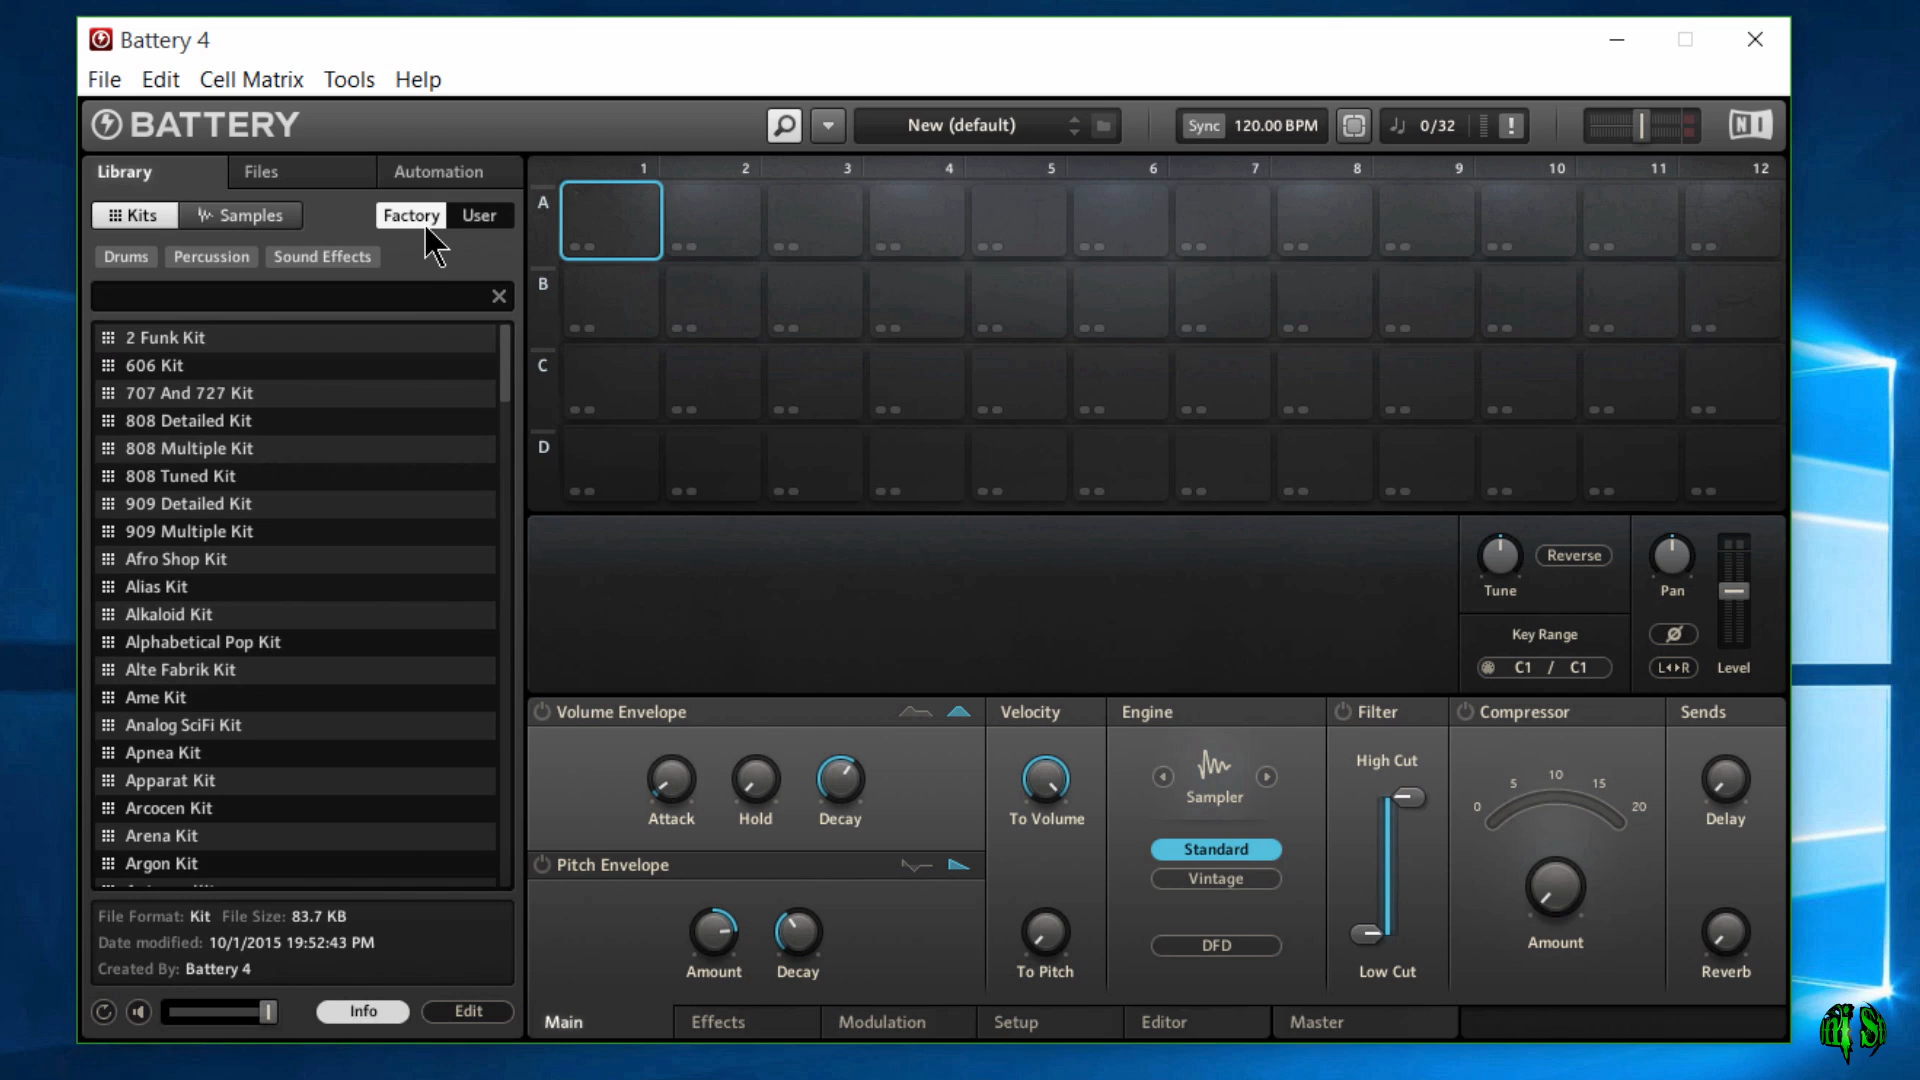 Battery 4
File Edit Cell Matrix Tools Help
BATTERY
New (default)
Sync 120.00 BPM
0/32
!
NI
Library Files Automation
Kits Samples Factory User
Drums Percussion Sound Effects
1 2 3 4 5 6 7 8 9 10 11 12
A
B
C
D
2 Funk Kit
606 Kit
707 And 727 Kit
808 Detailed Kit
808 Multiple Kit
808 Tuned Kit
909 Detailed Kit
909 Multiple Kit
Afro Shop Kit
Alias Kit
Alkaloid Kit
Alphabetical Pop Kit
Alte Fabrik Kit
Ame Kit
Analog SciFi Kit
Apnea Kit
Apparat Kit
Arcocen Kit
Arena Kit
Argon Kit
File Format: Kit File Size: 83.7 KB
Date modified: 10/1/2015 19:52:43 PM
Created By: Battery 4
Info Edit
Tune Reverse Pan
Key Range
C1 / C1 L R Level
Volume Envelope Velocity Engine Filter Compressor Sends
Attack Hold Decay
To Volume
Sampler
Standard
Vintage
DFD
High Cut
Low Cut
0 5 10 15 20
Amount
Delay
Reverb
Pitch Envelope
Amount Decay
To Pitch
Main Effects Modulation Setup Editor Master